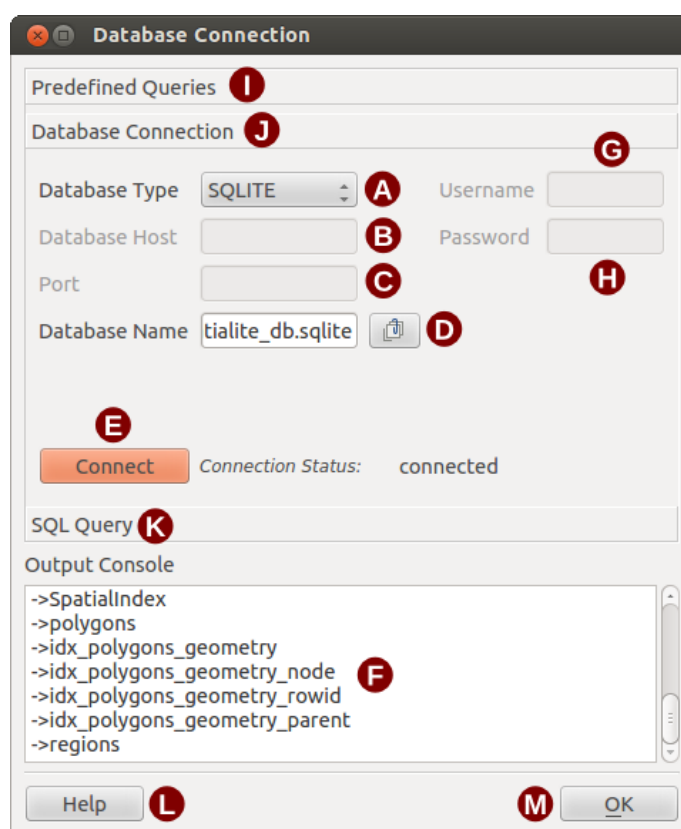 Database Connection
Predefined Queries I
Database Connection J
G
Database Type SQLITE A Username
Database Host B Password
Port C H
Database Name tialite_db.sqlite D
E
Connect Connection Status: connected
SQL Query K
Output Console
->SpatialIndex
->polygons
->idx_polygons_geometry
->idx_polygons_geometry_node F
->idx_polygons_geometry_rowid
->idx_polygons_geometry_parent
->regions
Help L M OK